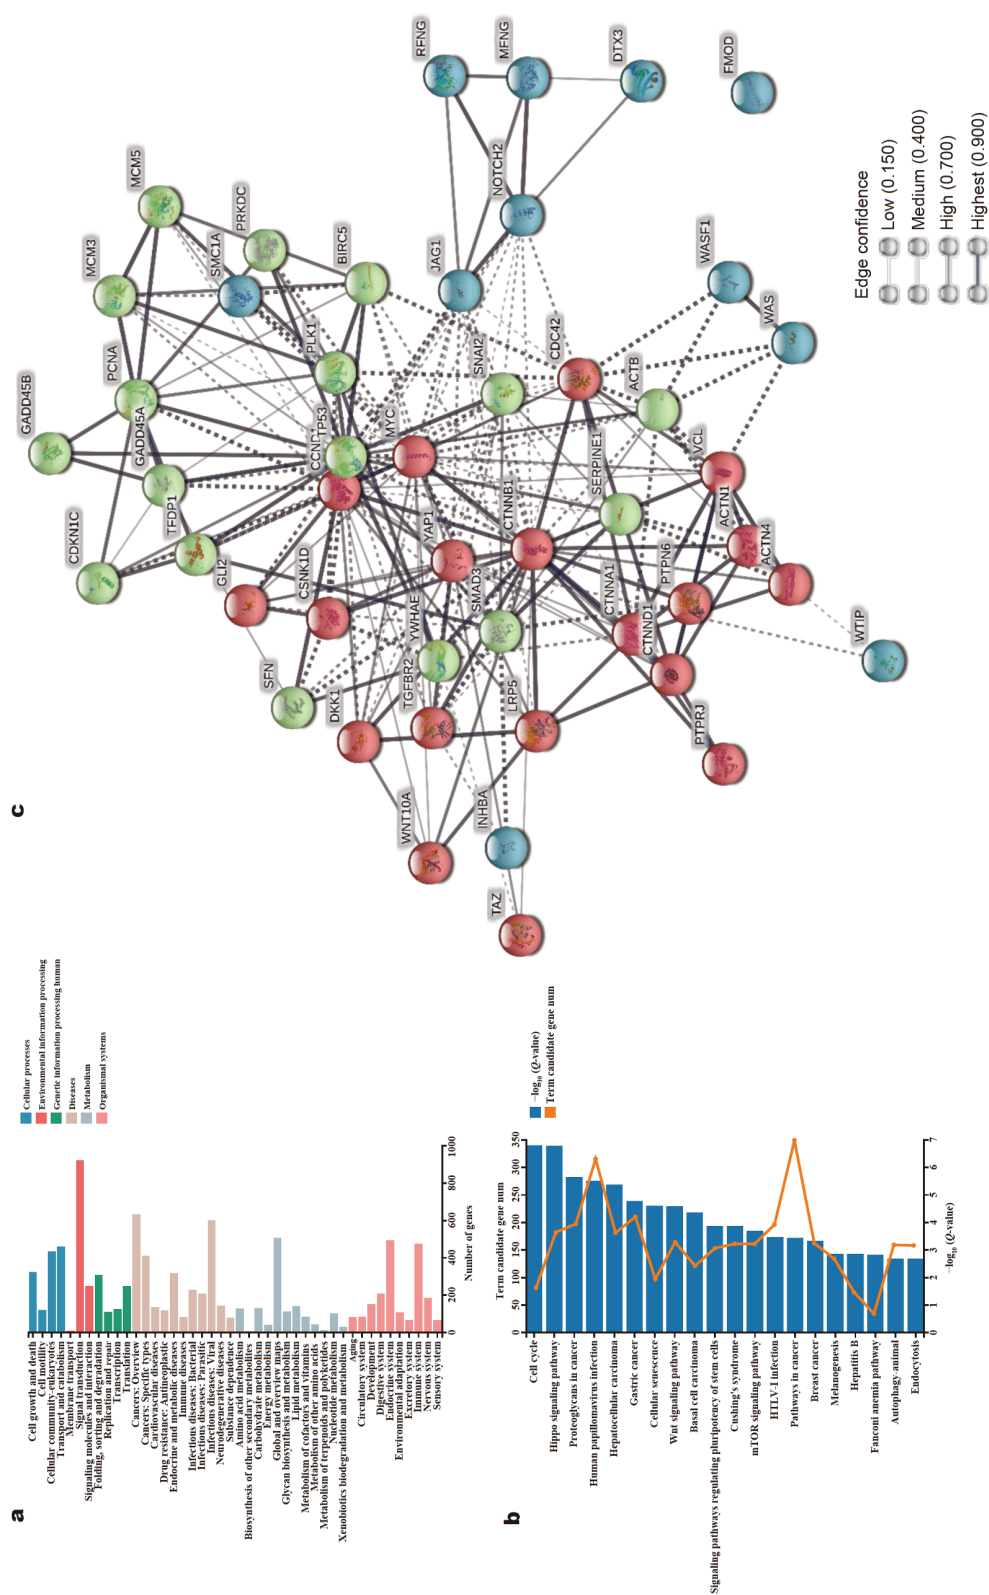 a
Cell growth and death
Cell motility
Cellular community-eukaryotes
Transport and catabolism
Membrane transport
Signal transduction
Signaling molecules and interaction
Folding, sorting and degradation
Replication and repair
Transcription
Translation
Cancers: Overview
Cancers: Specific types
Cardiovascular diseases
Drug resistance: Antineoplastic
Endocrine and metabolic diseases
Immune diseases
Infectious diseases: Bacterial
Infectious diseases: Parasitic
Infectious diseases: Viral
Neurodegenerative diseases
Substance dependence
Amino acid metabolism
Biosynthesis of other secondary metabolites
Carbohydrate metabolism
Energy metabolism
Global and overview maps
Glycan biosynthesis and metabolism
Lipid metabolism
Metabolism of cofactors and vitamins
Metabolism of other amino acids
Metabolism of terpenoids and polyketides
Nucleotide metabolism
Xenobiotics biodegradation and metabolism
Aging
Circulatory system
Development
Digestive system
Endocrine system
Environmental adaptation
Excretory system
Immune system
Nervous system
Sensory system
0
200
400
600
800
1000
Number of genes
Cellular processes
Environmental information processing
Genetic information processing human
Diseases
Metabolism
Organismal systems
b
Term candidate gene num
0
50
100
150
200
250
300
350
Cell cycle
Hippo signaling pathway
Proteoglycans in cancer
Human papillomavirus infection
Hepatocellular carcinoma
Gastric cancer
Cellular senescence
Wnt signaling pathway
Basal cell carcinoma
Signaling pathways regulating pluripotency of stem cells
Cushing's syndrome
mTOR signaling pathway
HTLV-I infection
Pathways in cancer
Breast cancer
Melanogenesis
Hepatitis B
Fanconi anemia pathway
Autophagy-animal
Endocytosis
0
1
2
3
4
5
6
7
−log10 (Q-value)
−log10 (Q-value)
Term candidate gene num
c
CDKN1C
GADD45B
MCM3
MCM5
PCNA
GADD45A
TFDP1
SMC1A
PRKDC
GLI2
SFN
CSNK1D
PLK1
BIRC5
CCND1
TP53
DKK1
MYC
YAP1
YWHAE
TGFBR2
WNT10A
JAG1
RFNG
SNAI2
SMAD3
CTNNB1
NOTCH2
MFNG
LRP5
INHBA
TAZ
CDC42
SERPINE1
DTX3
CTNNA1
ACTB
CTNND1
PTPN6
PTPRJ
VCL
WASF1
FMOD
ACTN1
ACTN4
WAS
WTIP
Edge confidence
Low (0.150)
Medium (0.400)
High (0.700)
Highest (0.900)